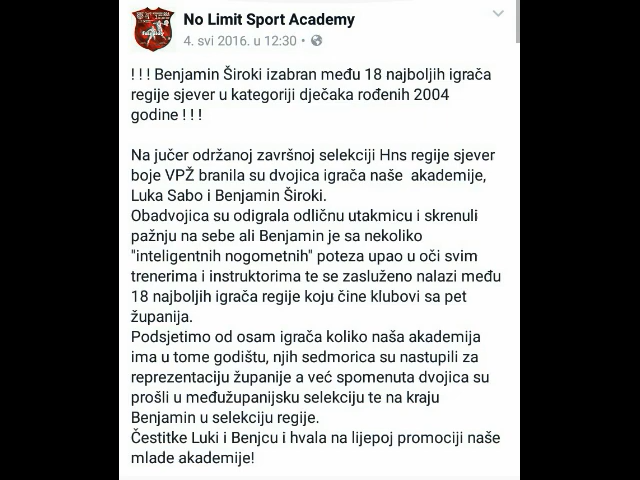 No Limit Sport Academy
4. svi 2016. u 12:30 •
! ! ! Benjamin Široki izabran među 18 najboljih igrača
regije sjever u kategoriji dječaka rođenih 2004
godine ! ! !
Na jučer održanoj završnoj selekciji Hns regije sjever
boje VPŽ branila su dvojica igrača naše akademije,
Luka Sabo i Benjamin Široki.
Obadvojica su odigrala odličnu utakmicu i skrenuli
pažnju na sebe ali Benjamin je sa nekoliko
"inteligentnih nogometnih" poteza upao u oči svim
trenerima i instruktorima te se zasluženo nalazi među
18 najboljih igrača regije koju čine klubovi sa pet
županija.
Podsjetimo od osam igrača koliko naša akademija
ima u tome godištu, njih sedmorica su nastupili za
reprezentaciju županije a već spomenuta dvojica su
prošli u međužupanijsku selekciju te na kraju
Benjamin u selekciju regije.
Čestitke Luki i Benjcu i hvala na lijepoj promociji naše
mlade akademije!